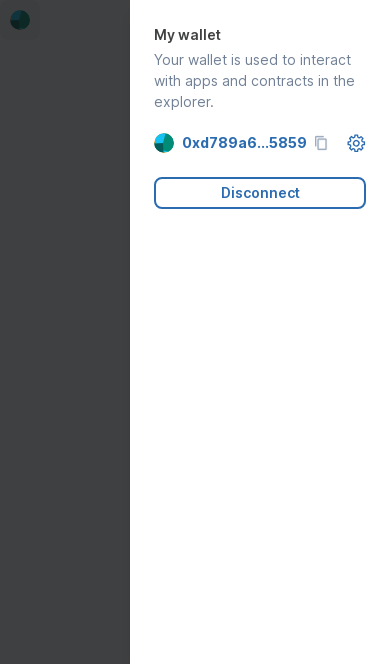 My wallet
Your wallet is used to interact
with apps and contracts in the
explorer.
0xd789a6...5859
Disconnect